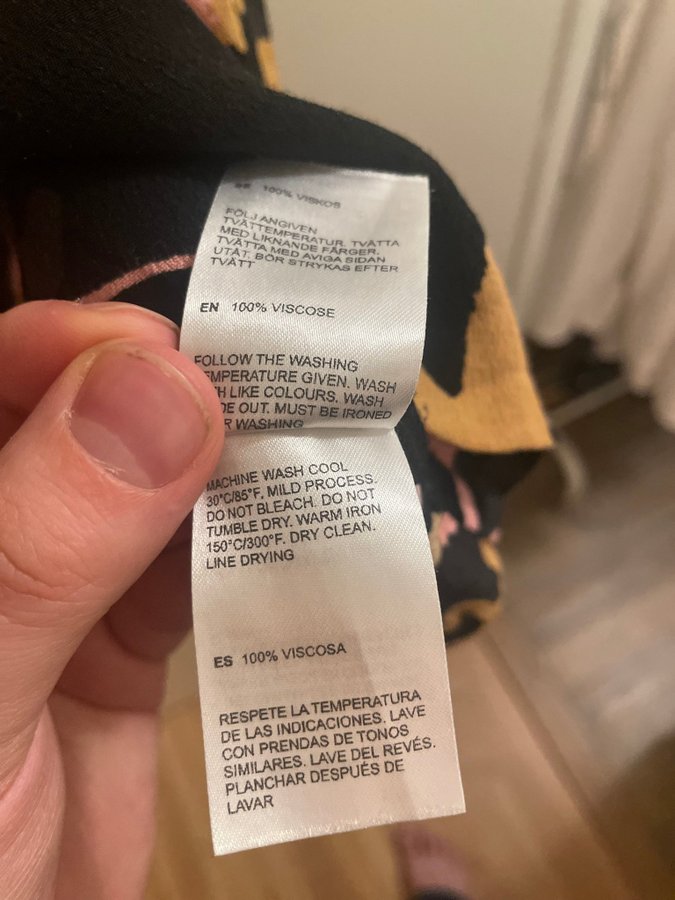 100% VISKOS
FÖLJ ANGIVEN
TVÄTTEMPERATUR. TVÄTTA
MED LIKNANDE FÄRGER.
TVÄTTA MED AVIGA SIDAN
UTÅT. BÖR STRYKAS EFTER
TVÄTT
EN 100% VISCOSE
FOLLOW THE WASHING
EMPERATURE GIVEN. WASH
H LIKE COLOURS. WASH
DE OUT. MUST BE IRONED
R WASHING
MACHINE WASH COOL
30°C/85°F, MILD PROCESS.
DO NOT BLEACH. DO NOT
TUMBLE DRY. WARM IRON
150°C/300°F. DRY CLEAN.
LINE DRYING
ES 100% VISCOSA
RESPETE LA TEMPERATURA
DE LAS INDICACIONES. LAVE
CON PRENDAS DE TONOS
SIMILARES. LAVE DEL REVÉS.
PLANCHAR DESPUÉS DE
LAVAR